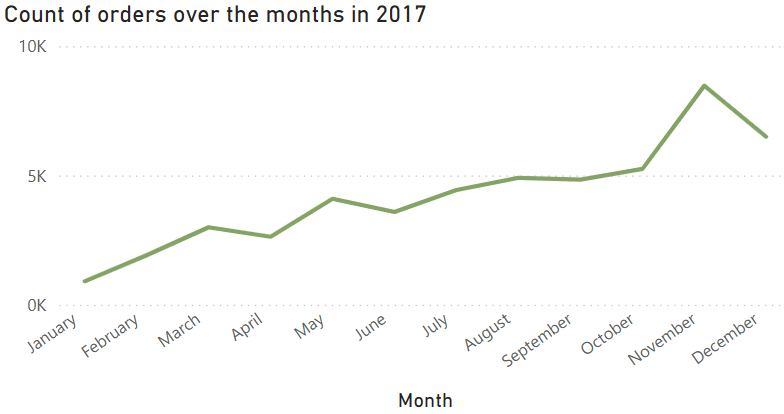 Count of orders over the months in 2017
10K
5K
0K
January
February
March
April
May
June
July
August
September
October
November
December
Month